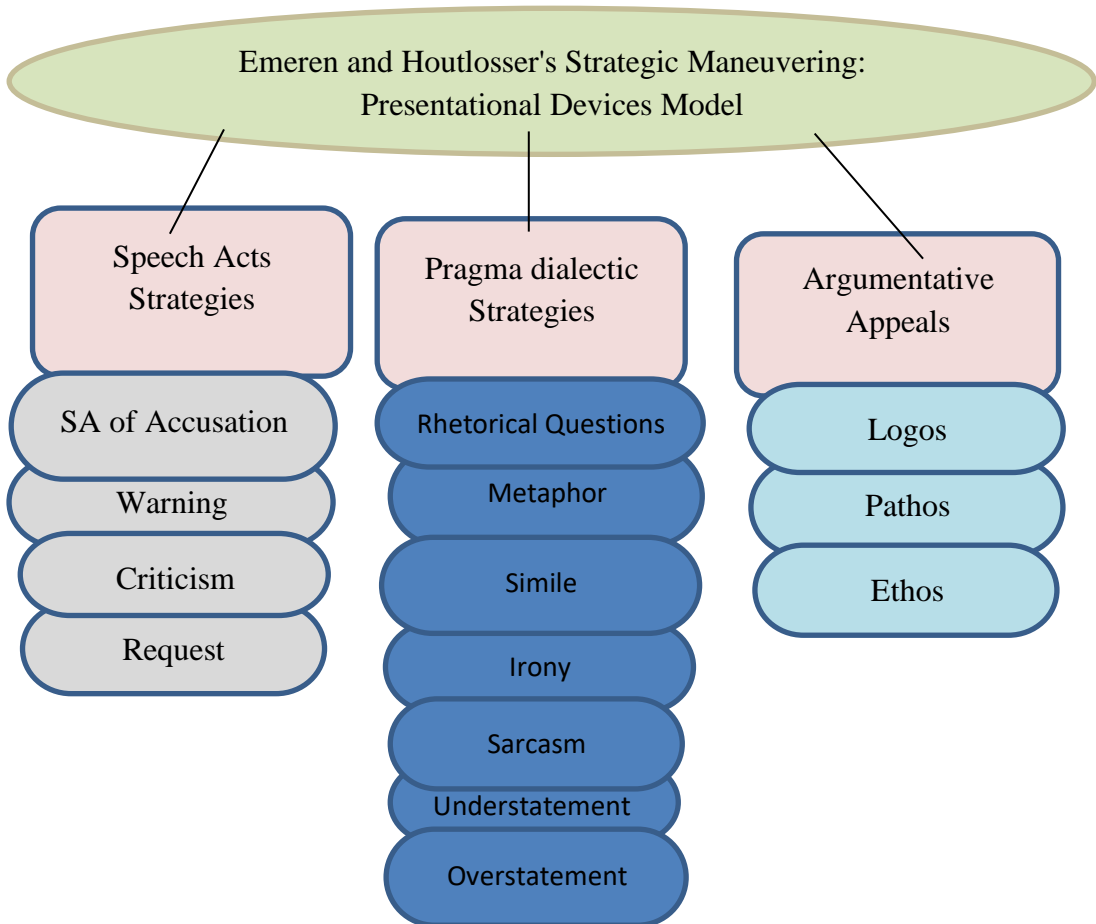 Emeren and Houtlosser's Strategic Maneuvering:
Presentational Devices Model
Speech Acts
Strategies
SA of Accusation
Warning
Criticism
Request
Pragma dialectic
Strategies
Rhetorical Questions
Metaphor
Simile
Irony
Sarcasm
Understatement
Overstatement
Argumentative
Appeals
Logos
Pathos
Ethos